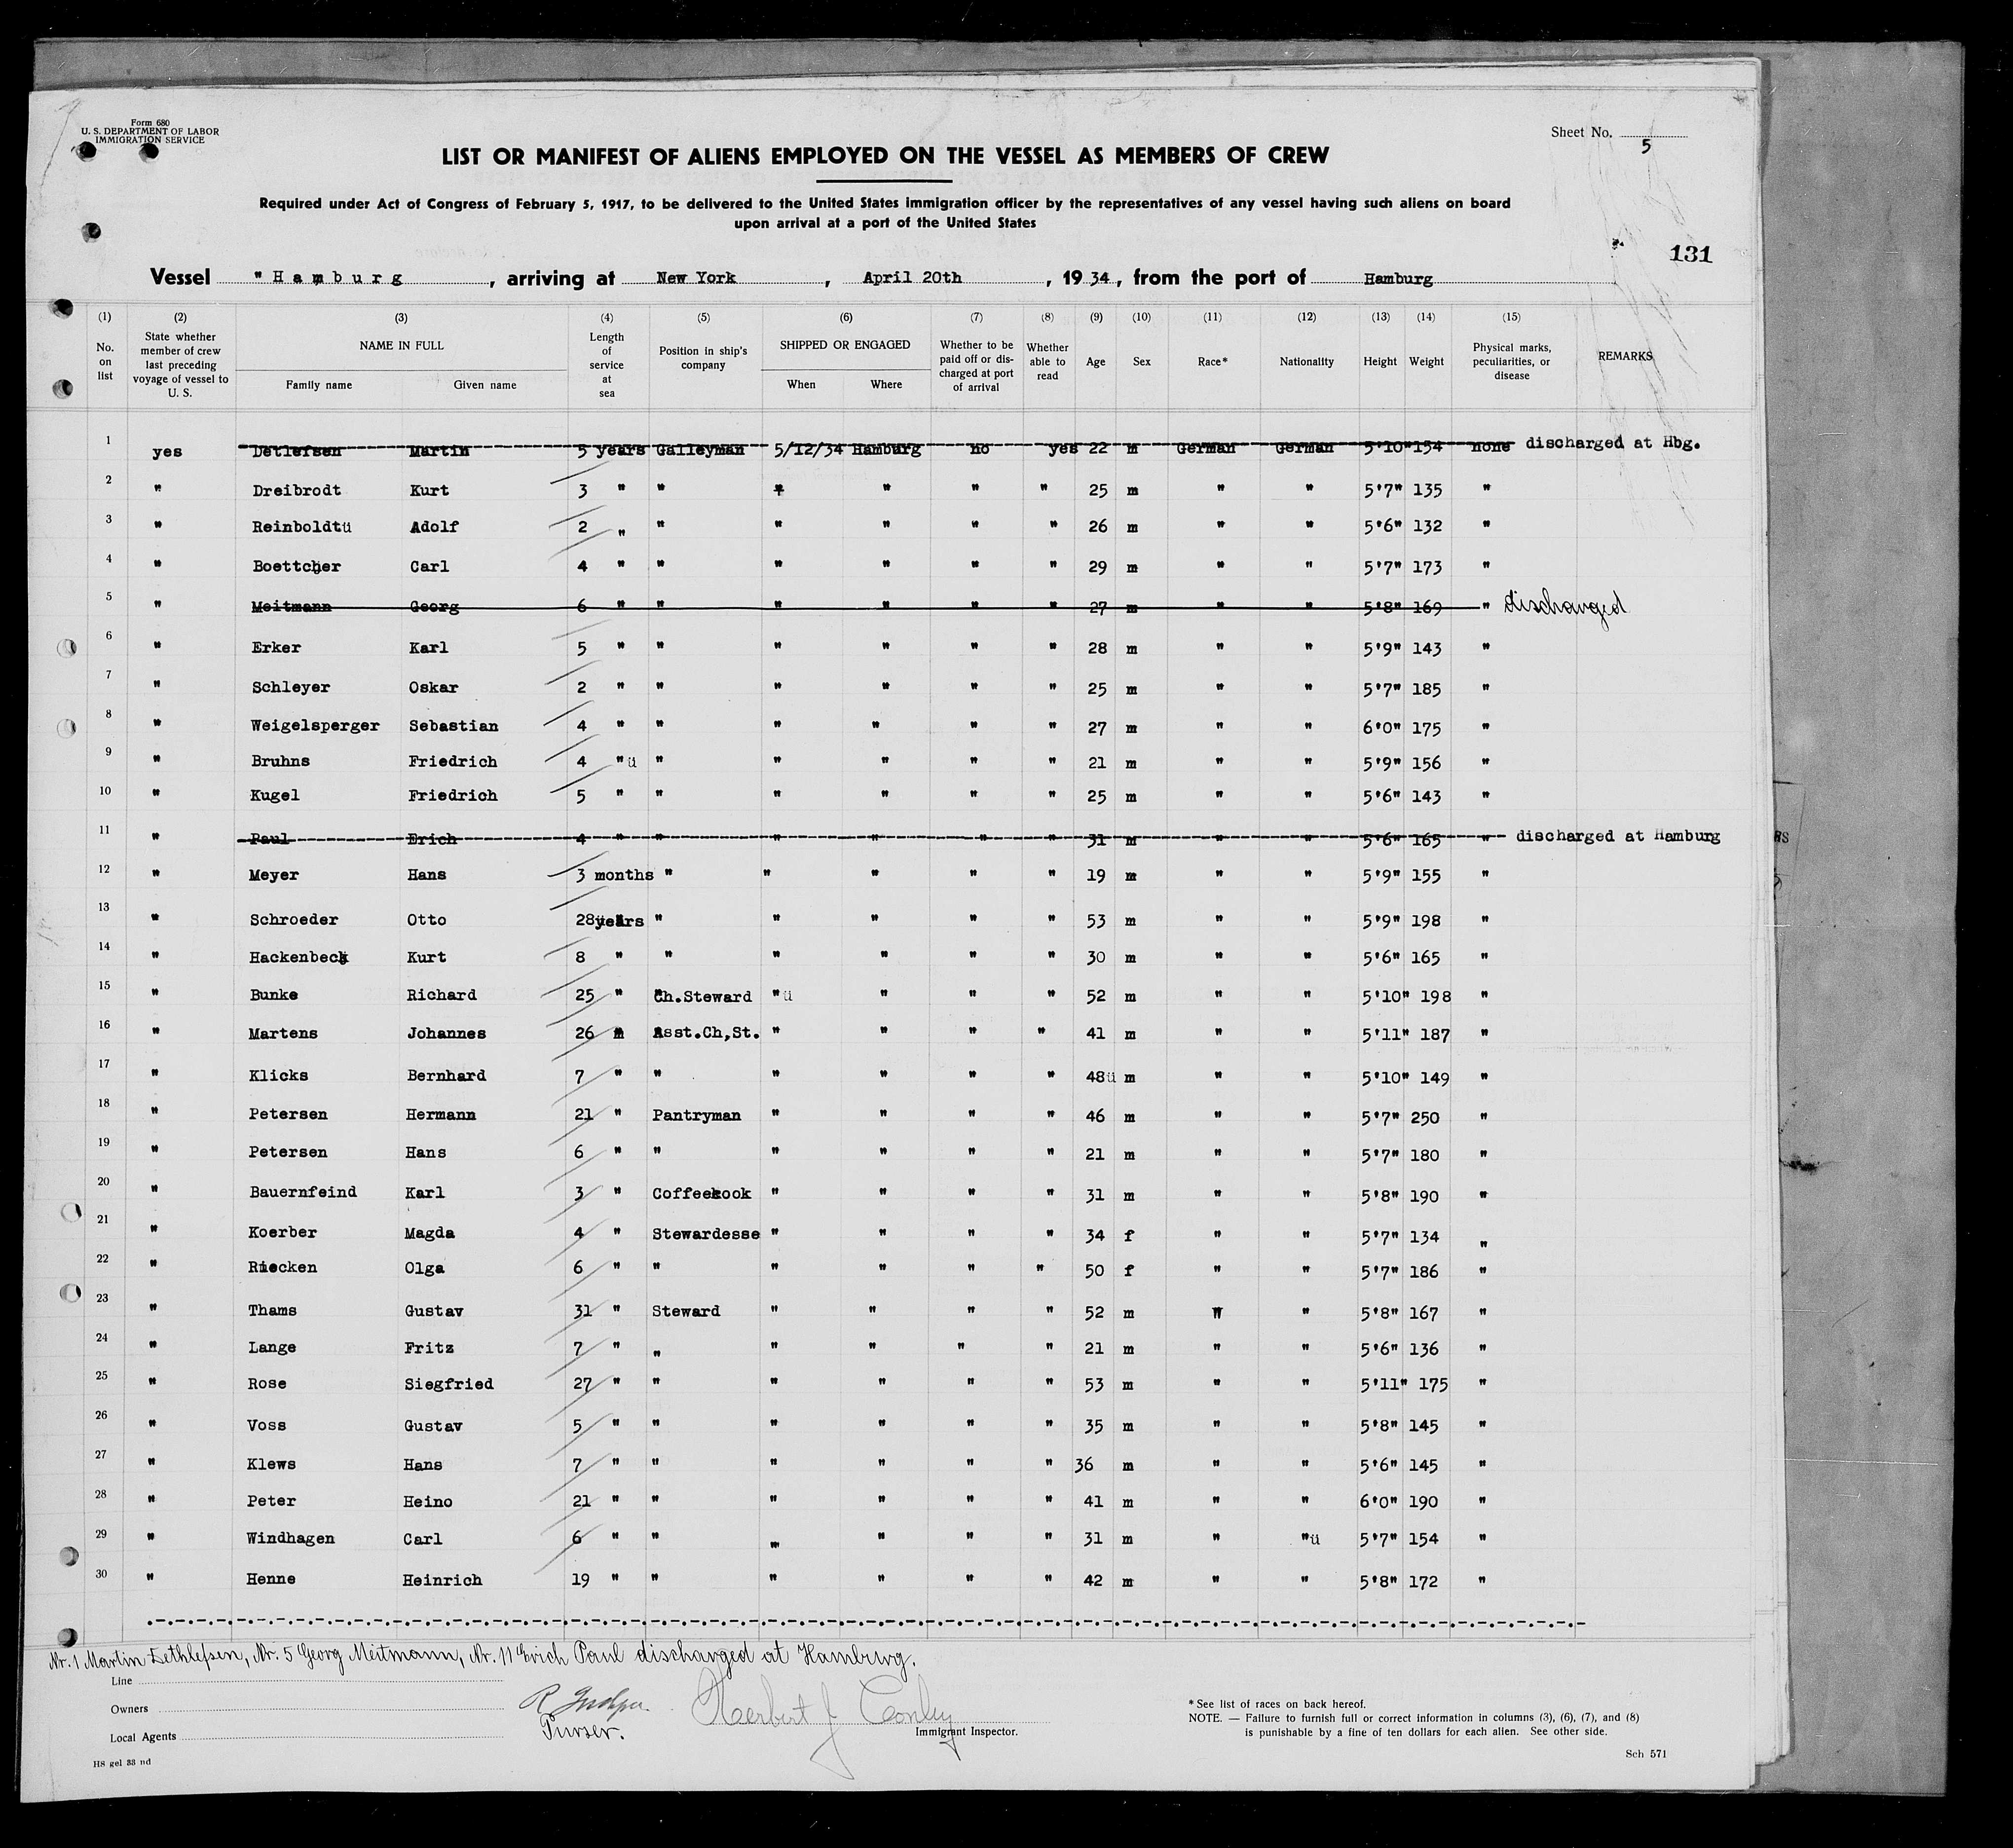 Form 680
U. S. DEPARTMENT OF LABOR
IMMIGRATION SERVICE
Sheet No. 5
LIST OR MANIFEST OF ALIENS EMPLOYED ON THE VESSEL AS MEMBERS OF CREW
Required under Act of Congress of February 5, 1917, to be delivered to the United States immigration officer by the representatives of any vessel having such aliens on board
upon arrival at a port of the United States
131
Vessel "Hamburg, arriving at New York, April 20th, 1934, from the port of Hamburg
(1) (2) (3) (4) (5) (6) (7) (8) (9) (10) (11) (12) (13) (14) (15)
No. on list State whether member of crew last preceding voyage of vessel to U. S. NAME IN FULL Family name Given name Length of service at sea Position in ship's company SHIPPED OR ENGAGED When Where Whether to be paid off or discharged at port of arrival Whether able to read Age Sex Race* Nationality Height Weight Physical marks, peculiarities, or disease REMARKS
1 yes Detlefsen Martin 5 years Galleyman 5/12/34 Hamburg no yes 22 m German German 5'10" 154 none discharged at Hbg.
2 " Dreibrodt Kurt 3 " " " " " " 25 m " " 5'7" 135 "
3 " Reinboldtü Adolf 2 " " " " " " 26 m " " 5'6" 132 "
4 " Boettcher Carl 4 " " " " " " 29 m " " 5'7" 173 "
5 " Meitmann Georg 6 " " " " " " 27 m " " 5'8" 169 " discharged
6 " Erker Karl 5 " " " " " " 28 m " " 5'9" 143 "
7 " Schleyer Oskar 2 " " " " " " 25 m " " 5'7" 185 "
8 " Weigelsperger Sebastian 4 " " " " " " 27 m " " 6'0" 175 "
9 " Bruhns Friedrich 4 "ü " " " " " 21 m " " 5'9" 156 "
10 " Kugel Friedrich 5 " " " " " " 25 m " " 5'6" 143 "
11 " Paul Erich 4 " " " " " " 31 m " " 5'6" 165 " discharged at Hamburg
12 " Meyer Hans 3 months " " " " " 19 m " " 5'9" 155 "
13 " Schroeder Otto 28 years " " " " " 53 m " " 5'9" 198 "
14 " Hackenbeck Kurt 8 " " " " " " 30 m " " 5'6" 165 "
15 " Bunke Richard 25 " Ch.Steward "ü " " " 52 m " " 5'10" 198 "
16 " Martens Johannes 26 " Asst.Ch,St. " " " " 41 m " " 5'11" 187 "
17 " Klicks Bernhard 7 " " " " " " 48ü m " " 5'10" 149 "
18 " Petersen Hermann 21 " Pantryman " " " " 46 m " " 5'7" 250 "
19 " Petersen Hans 6 " " " " " " 21 m " " 5'7" 180 "
20 " Bauernfeind Karl 3 " Coffeecook " " " " 31 m " " 5'8" 190 "
21 " Koerber Magda 4 " Stewardesse " " " " 34 f " " 5'7" 134 "
22 " Riecken Olga 6 " " " " " " 50 f " " 5'7" 186 "
23 " Thams Gustav 31 " Steward " " " " 52 m " " 5'8" 167 "
24 " Lange Fritz 7 " " " " " " 21 m " " 5'6" 136 "
25 " Rose Siegfried 27 " " " " " " 53 m " " 5'11" 175 "
26 " Voss Gustav 5 " " " " " " 35 m " " 5'8" 145 "
27 " Klews Hans 7 " " " " " " 36 m " " 5'6" 145 "
28 " Peter Heino 21 " " " " " " 41 m " " 6'0" 190 "
29 " Windhagen Carl 6 " " " " " " 31 m " "ü 5'7" 154 "
30 " Henne Heinrich 19 " " " " " " 42 m " " 5'8" 172 "
Nr. 1 Martin Dethlefsen, Nr. 5 Georg Meitmann, Nr. 11 Erich Paul discharged at Hamburg.
Line
Owners
Local Agents
Purser.
Herbert J Conley
Immigrant Inspector.
* See list of races on back hereof.
NOTE. — Failure to furnish full or correct information in columns (3), (6), (7), and (8)
is punishable by a fine of ten dollars for each alien. See other side.
HS gel 33 nd
Sch 571